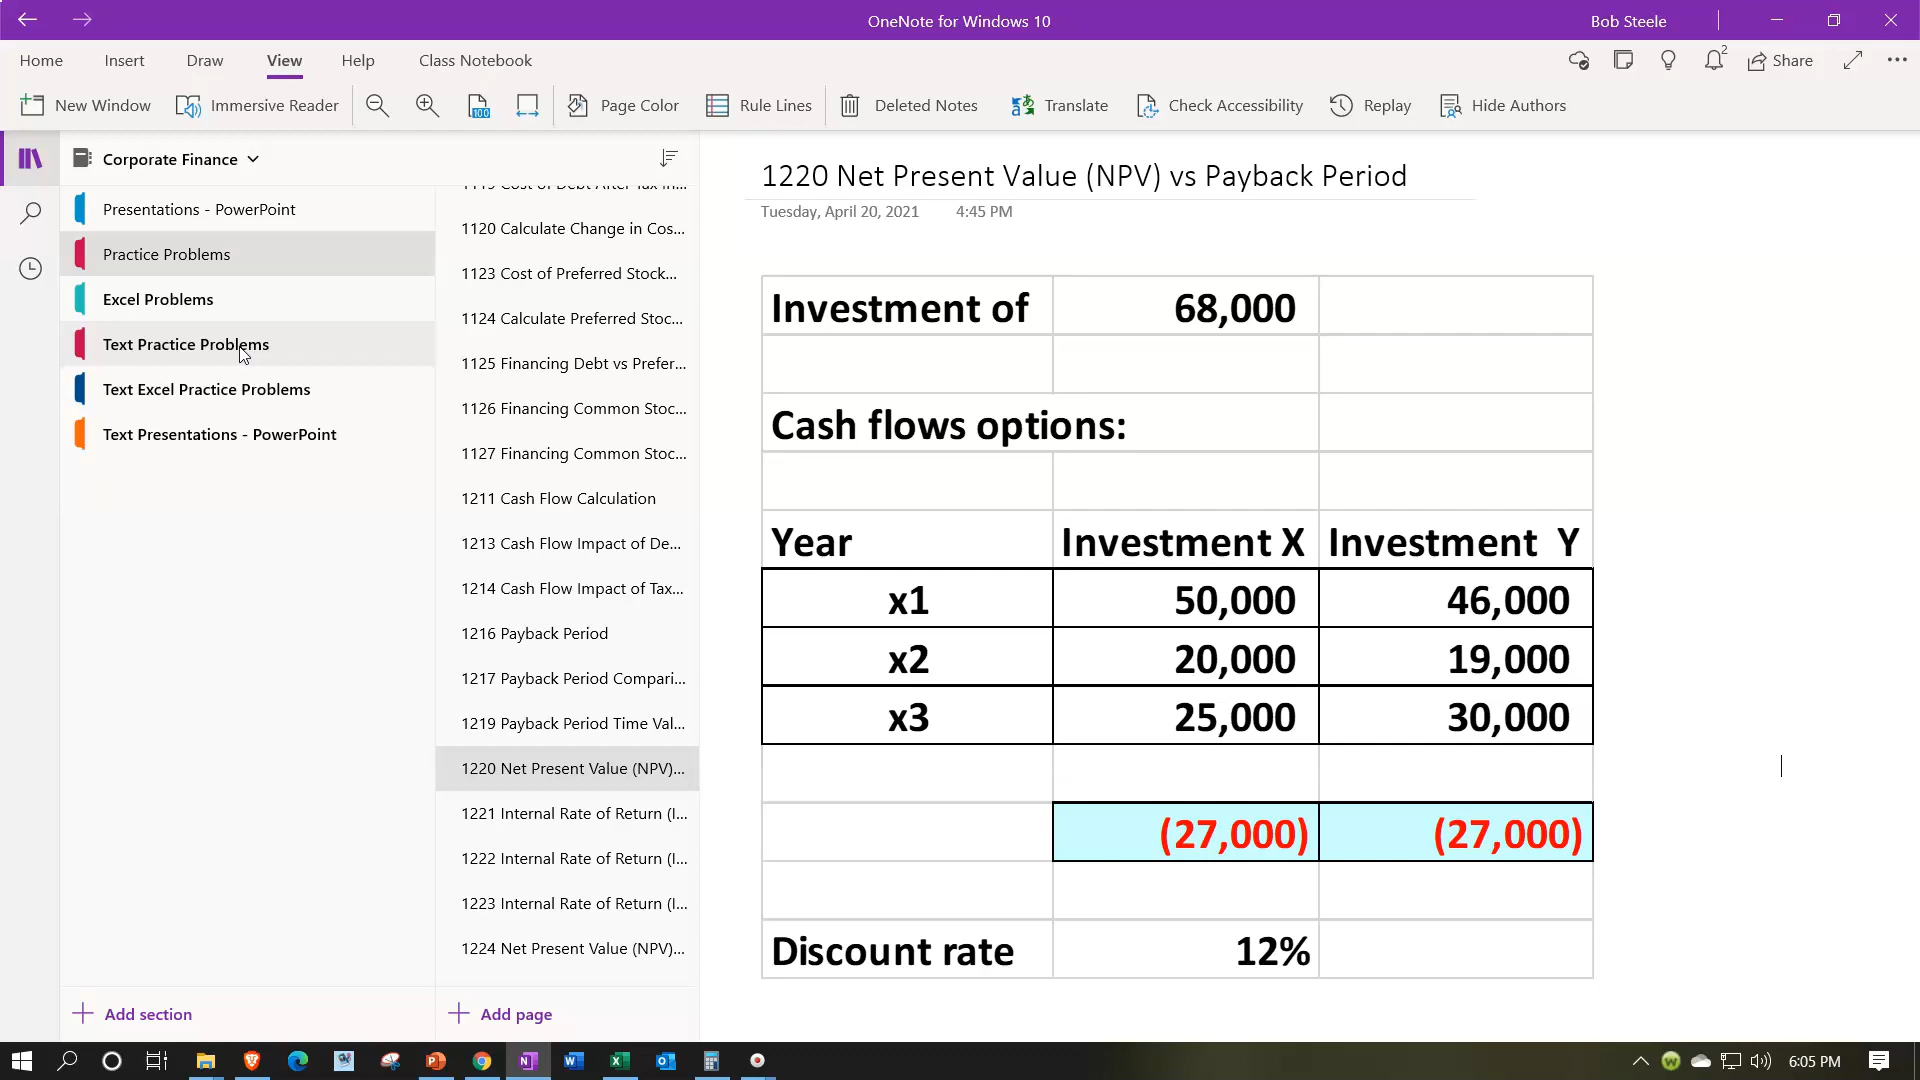 OneNote for Windows 10
Bob Steele
Home Insert Draw View Help Class Notebook
2
Share
New Window Immersive Reader 100 Page Color Rule Lines Deleted Notes Translate Check Accessibility Replay Hide Authors
Corporate Finance
Presentations - PowerPoint
Practice Problems
Excel Problems
Text Practice Problems
Text Excel Practice Problems
Text Presentations - PowerPoint
Add section
1120 Calculate Change in Cos...
1123 Cost of Preferred Stock...
1124 Calculate Preferred Stoc...
1125 Financing Debt vs Prefer...
1126 Financing Common Stoc...
1127 Financing Common Stoc...
1211 Cash Flow Calculation
1213 Cash Flow Impact of De...
1214 Cash Flow Impact of Tax...
1216 Payback Period
1217 Payback Period Compari...
1219 Payback Period Time Val...
1220 Net Present Value (NPV)...
1221 Internal Rate of Return (I...
1222 Internal Rate of Return (I...
1223 Internal Rate of Return (I...
1224 Net Present Value (NPV)...
Add page
1220 Net Present Value (NPV) vs Payback Period
Tuesday, April 20, 2021 4:45 PM
Investment of 68,000
Cash flows options:
Year Investment X Investment Y
x1 50,000 46,000
x2 20,000 19,000
x3 25,000 30,000
(27,000) (27,000)
Discount rate 12%
6:05 PM